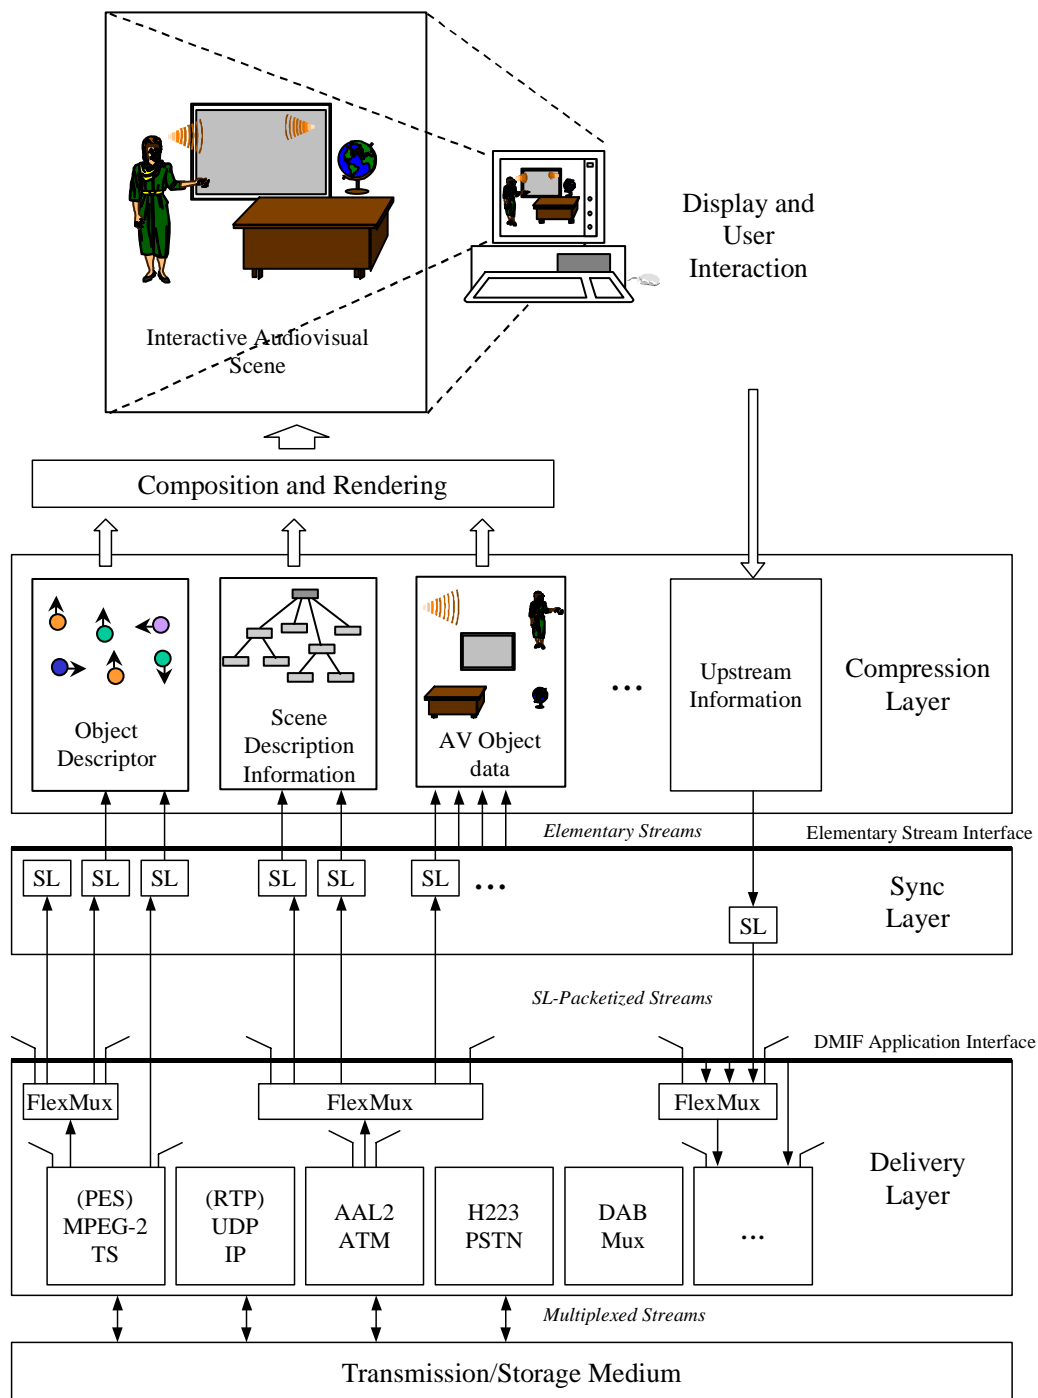 Display and
User
Interaction
Interactive Audiovisual
Scene
Composition and Rendering
Object
Descriptor
Scene
Description
Information
AV Object
data
...
Upstream
Information
Compression
Layer
Elementary Streams
Elementary Stream Interface
SL
SL
SL
SL
SL
SL
...
SL
Sync
Layer
SL-Packetized Streams
DMIF Application Interface
FlexMux
FlexMux
FlexMux
Delivery
Layer
(PES)
MPEG-2
TS
(RTP)
UDP
IP
AAL2
ATM
H223
PSTN
DAB
Mux
...
Multiplexed Streams
Transmission/Storage Medium